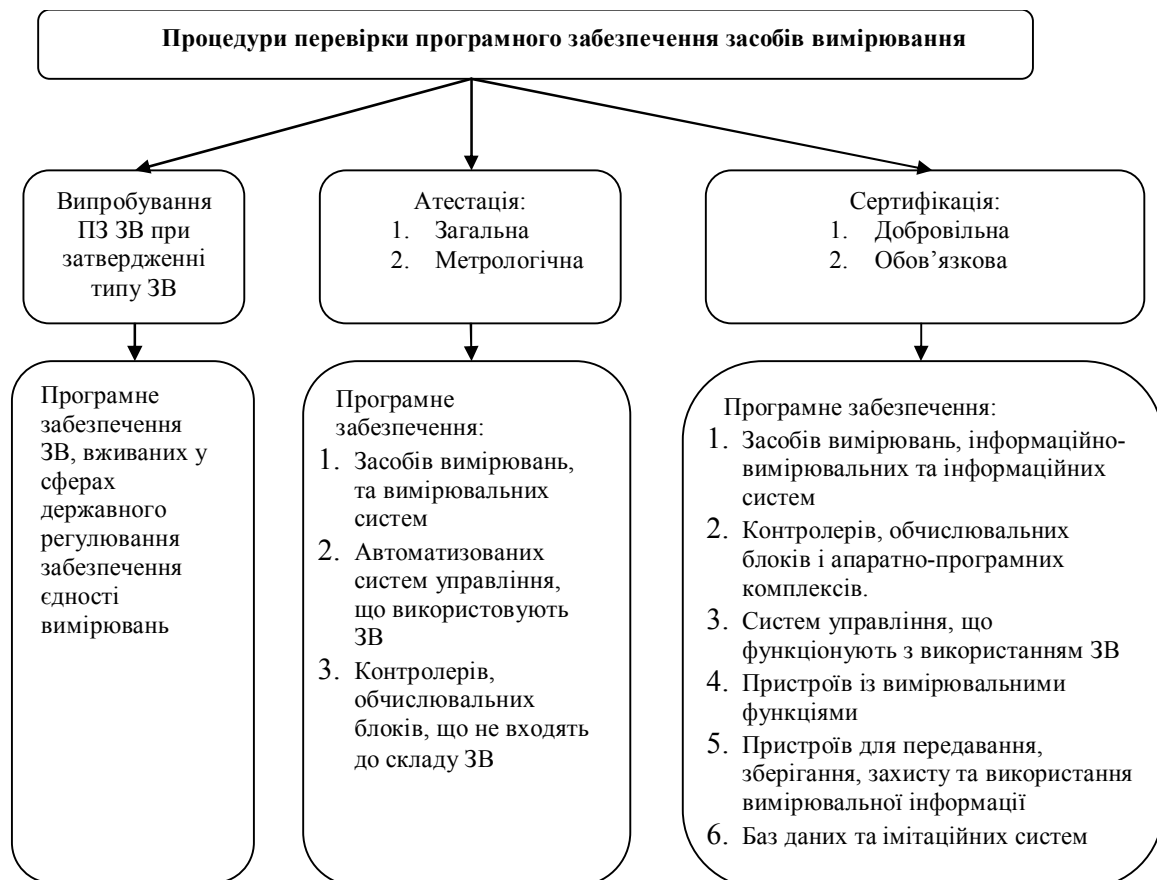 Процедури перевірки програмного забезпечення засобів вимірювання
Випробування
ПЗ ЗВ при
затвердженні
типу ЗВ
Атестація:
1. Загальна
2. Метрологічна
Сертифікація:
1. Добровільна
2. Обов’язкова
Програмне
забезпечення
ЗВ, вживаних у
сферах
державного
регулювання
забезпечення
єдності
вимірювань
Програмне
забезпечення:
1. Засобів вимірювань,
та вимірювальних
систем
2. Автоматизованих
систем управління,
що використовують
ЗВ
3. Контролерів,
обчислювальних
блоків, що не входять
до складу ЗВ
Програмне забезпечення:
1. Засобів вимірювань, інформаційно-
вимірювальних та інформаційних
систем
2. Контролерів, обчислювальних
блоків і апаратно-програмних
комплексів.
3. Систем управління, що
функціонують з використанням ЗВ
4. Пристроїв із вимірювальними
функціями
5. Пристроїв для передавання,
зберігання, захисту та використання
вимірювальної інформації
6. Баз даних та імітаційних систем